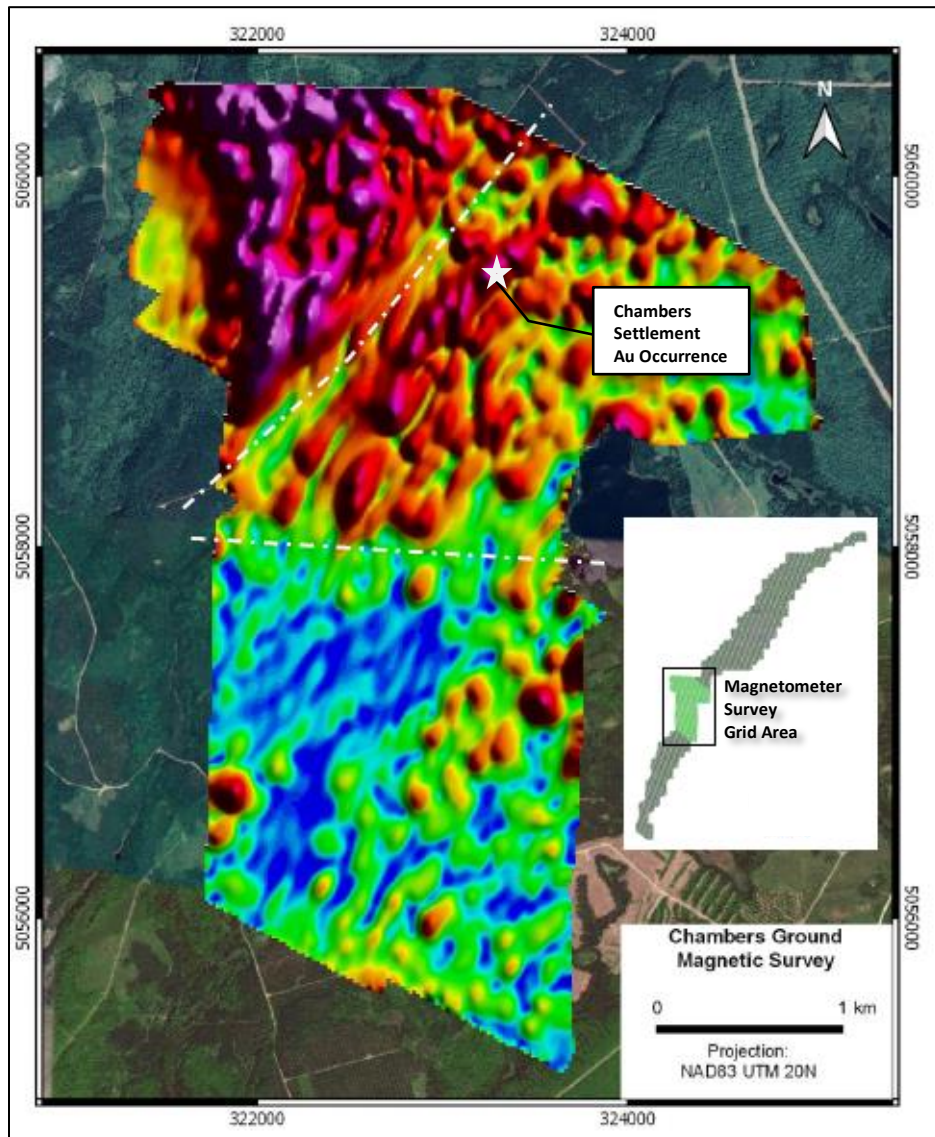 322000
324000
N
5060000
5060000
Chambers
Settlement
Au Occurrence
5058000
5058000
Magnetometer
Survey
Grid Area
5056000
5056000
Chambers Ground
Magnetic Survey
0
1 km
Projection:
NAD83 UTM 20N
322000
324000